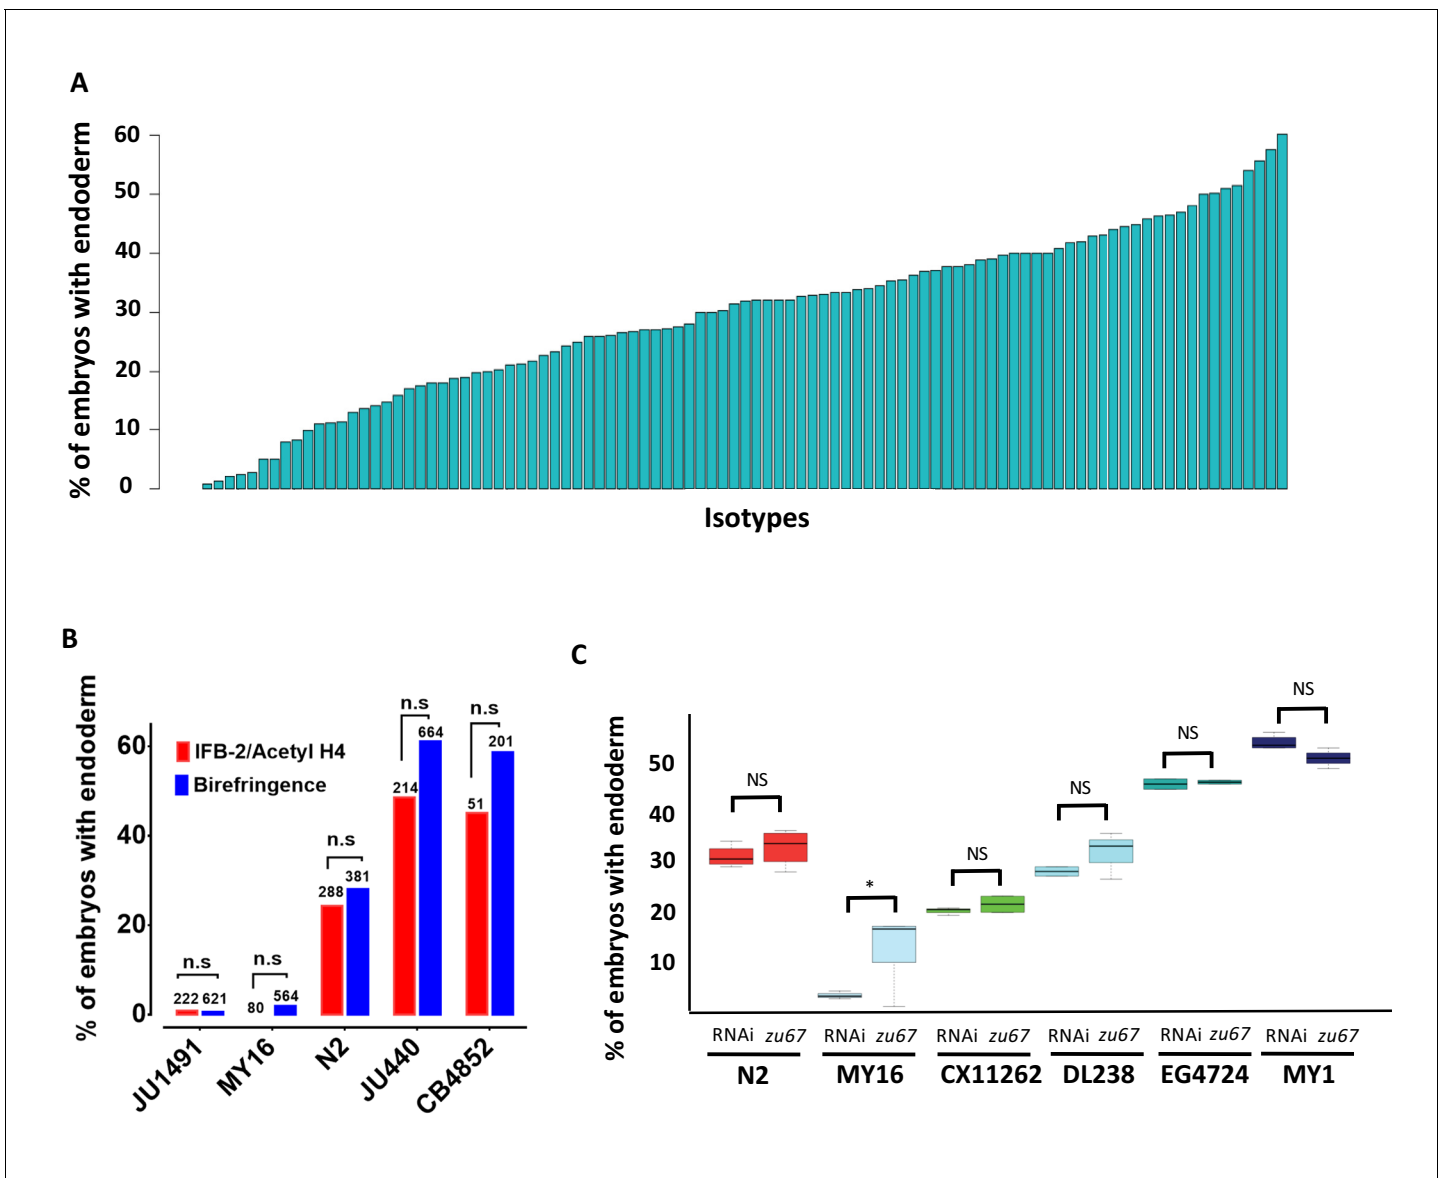 A
% of embryos with endoderm
60
50
40
30
20
10
0
Isotypes
B
% of embryos with endoderm
60
40
20
0
IFB-2/Acetyl H4
Birefringence
n.s
222 621
n.s
80 564
n.s
288 381
n.s
214 664
n.s
51 201
JU1491
MY16
N2
JU440
CB4852
C
% of embryos with endoderm
50
40
30
20
10
NS
*
NS
NS
NS
NS
RNAi zu67 RNAi zu67 RNAi zu67 RNAi zu67 RNAi zu67 RNAi zu67
N2 MY16 CX11262 DL238 EG4724 MY1